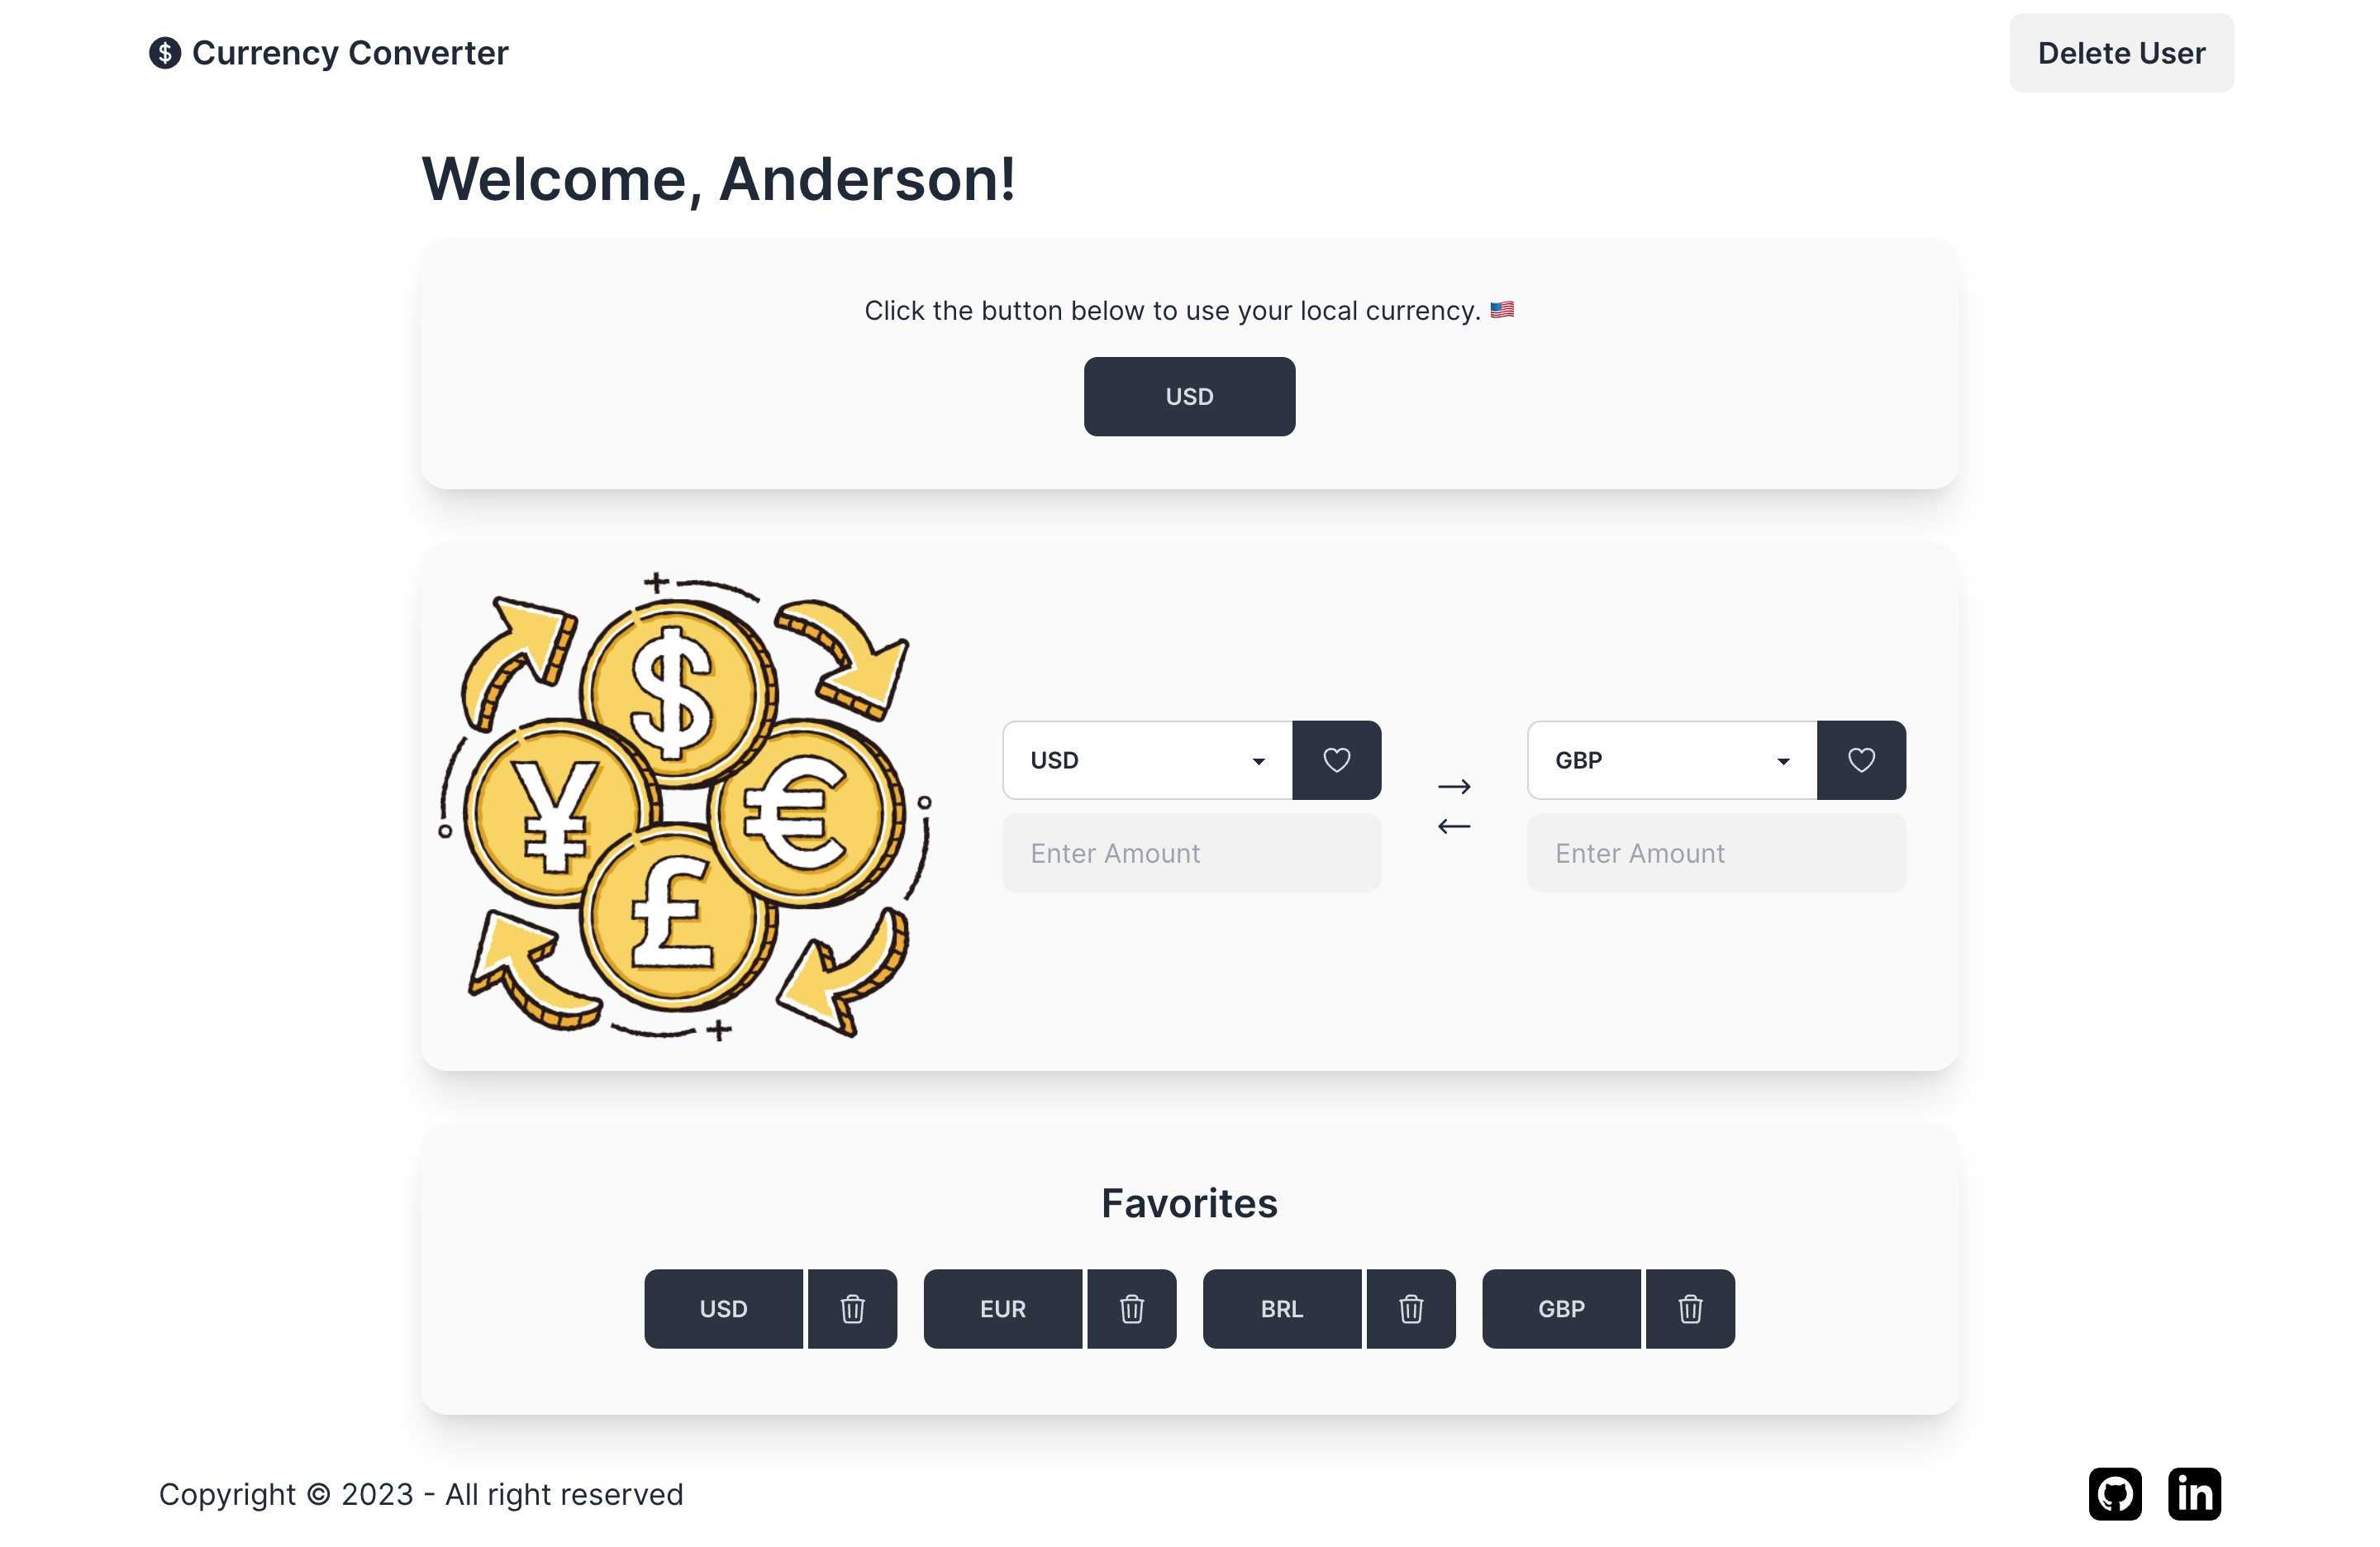 $ Currency Converter
Delete User
Welcome, Anderson!
Click the button below to use your local currency. 🇺🇸
USD
$
¥
€
£
USD
GBP
Enter Amount
Enter Amount
Favorites
USD
EUR
BRL
GBP
Copyright © 2023 - All right reserved
in